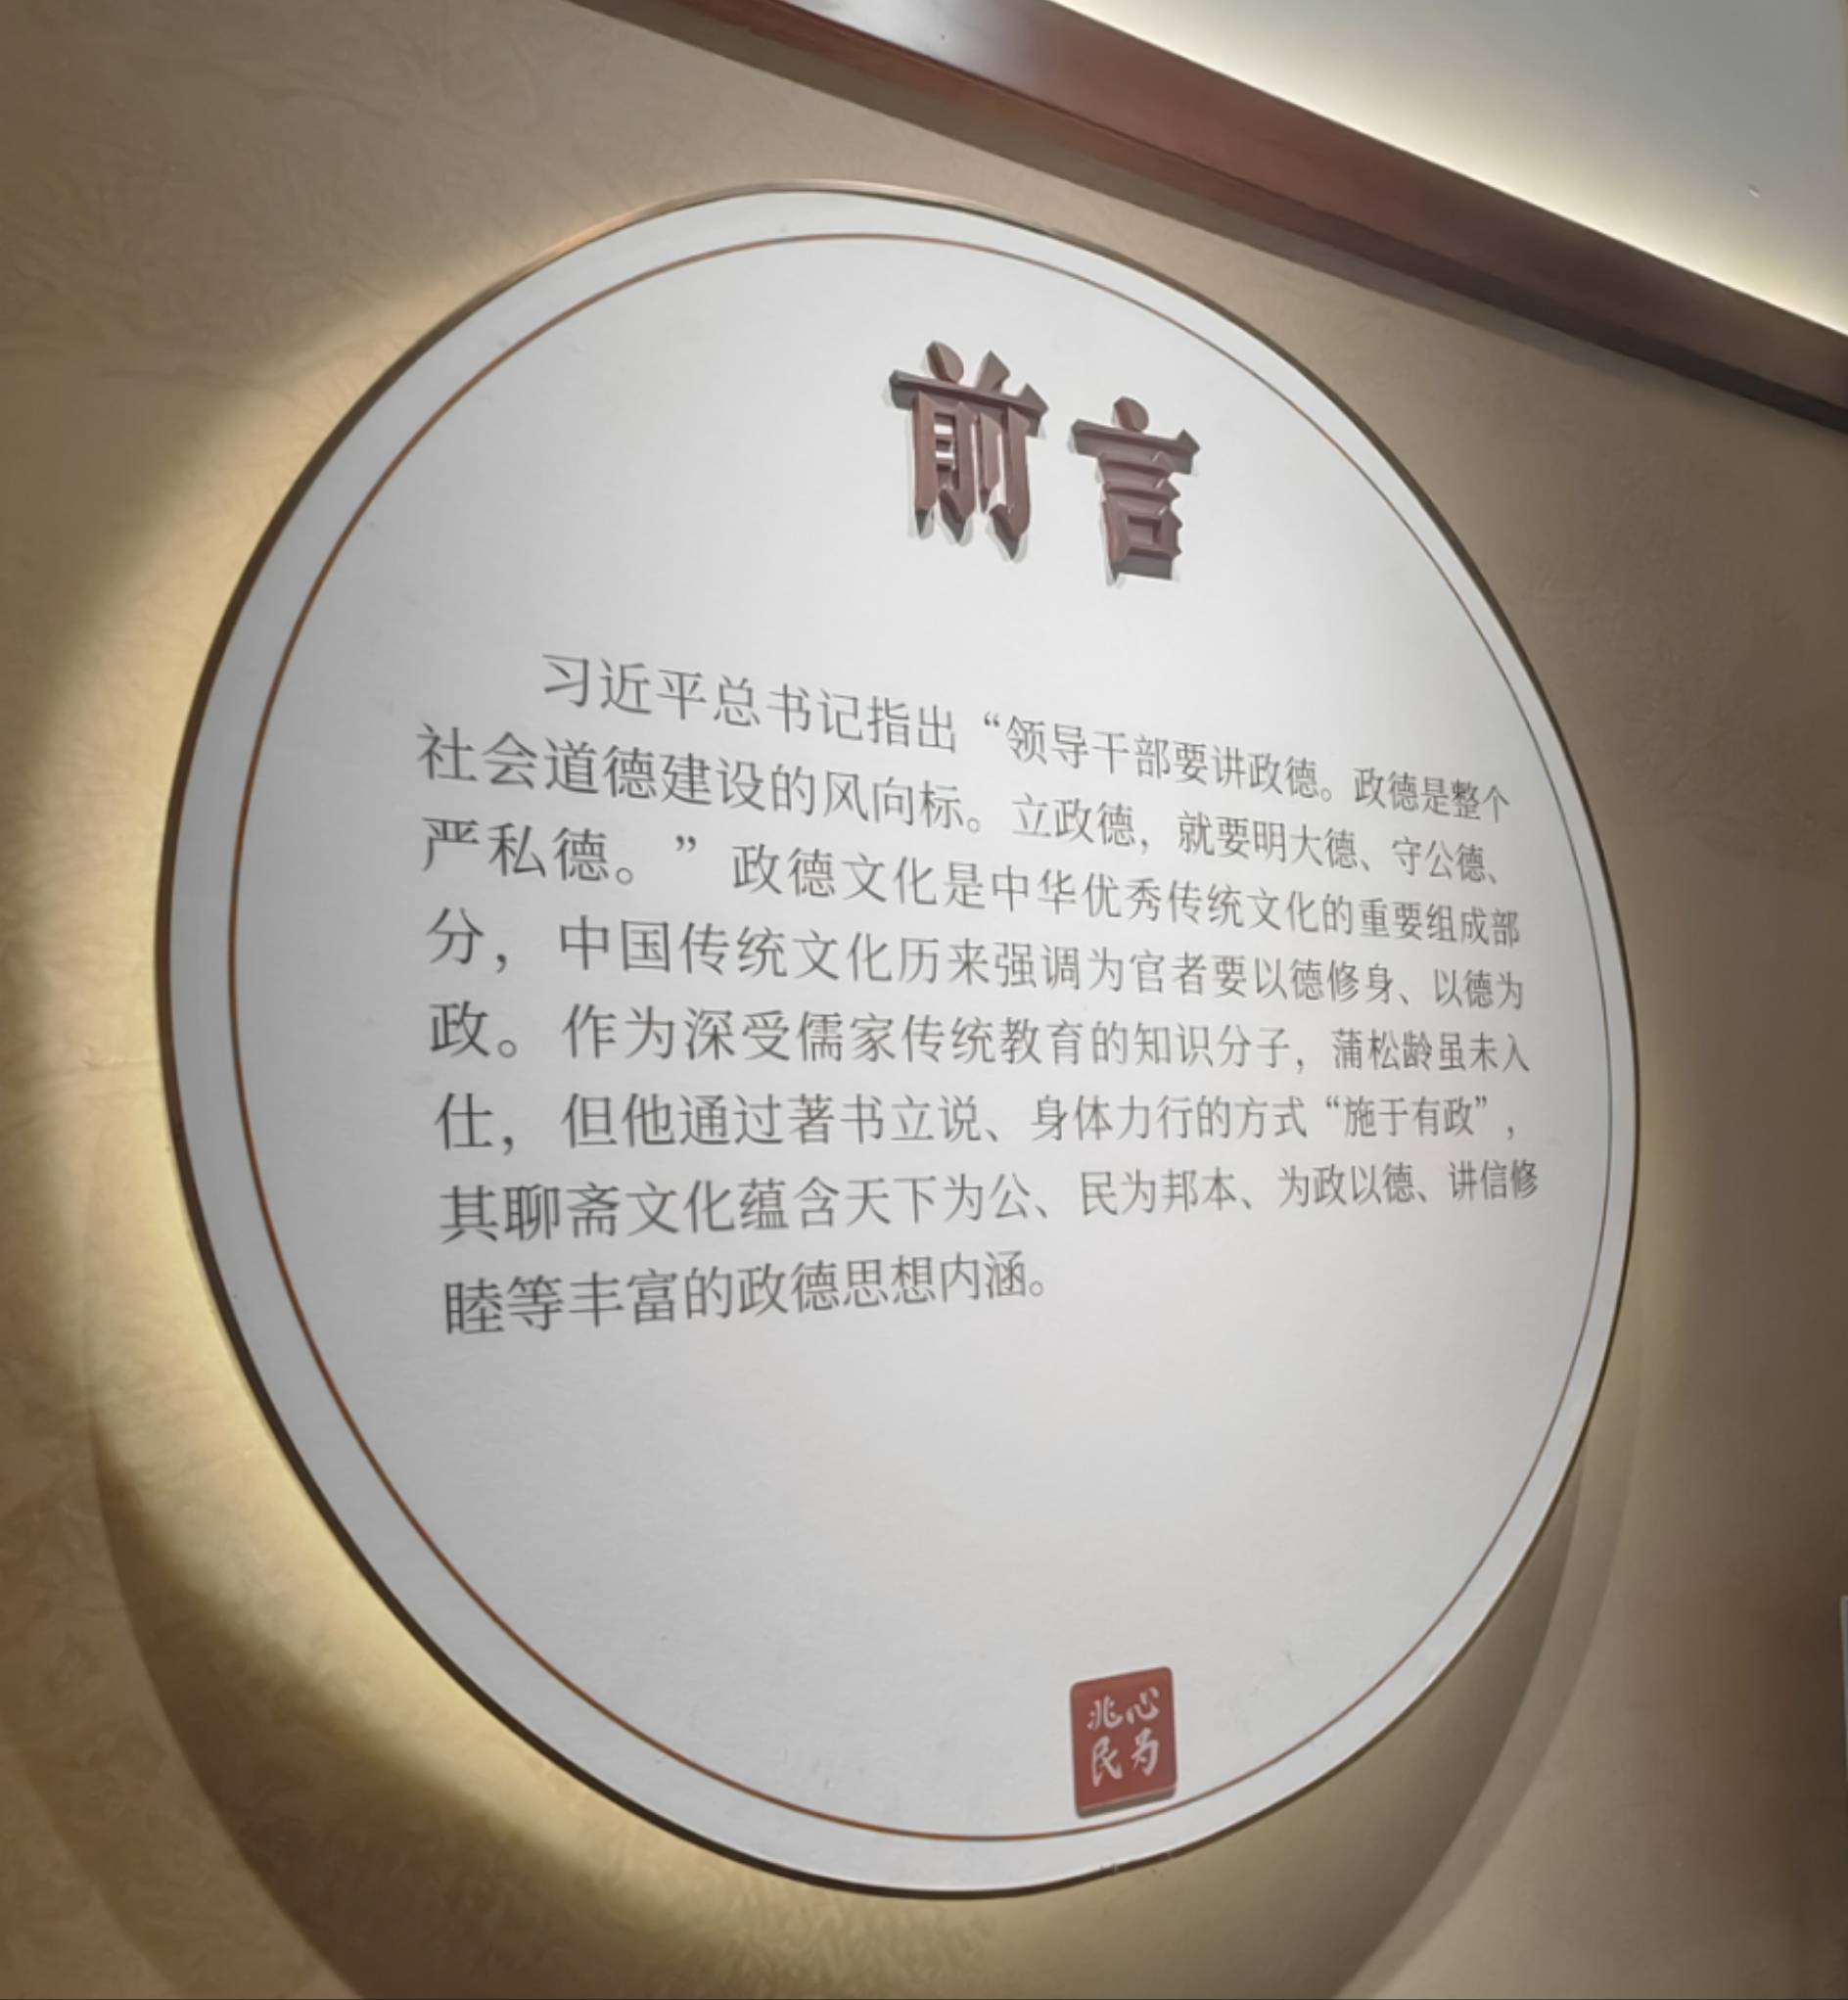 前言
习近平总书记指出“领导干部要讲政德。政德是整个
社会道德建设的风向标。立政德，就要明大德、守公德、
严私德。”政德文化是中华优秀传统文化的重要组成部
分，中国传统文化历来强调为官者要以德修身、以德为
政。作为深受儒家传统教育的知识分子，蒲松龄虽未入
仕，但他通过著书立说、身体力行的方式“施于有政”，
其聊斋文化蕴含天下为公、民为邦本、为政以德、讲信修
睦等丰富的政德思想内涵。
心为
兆民